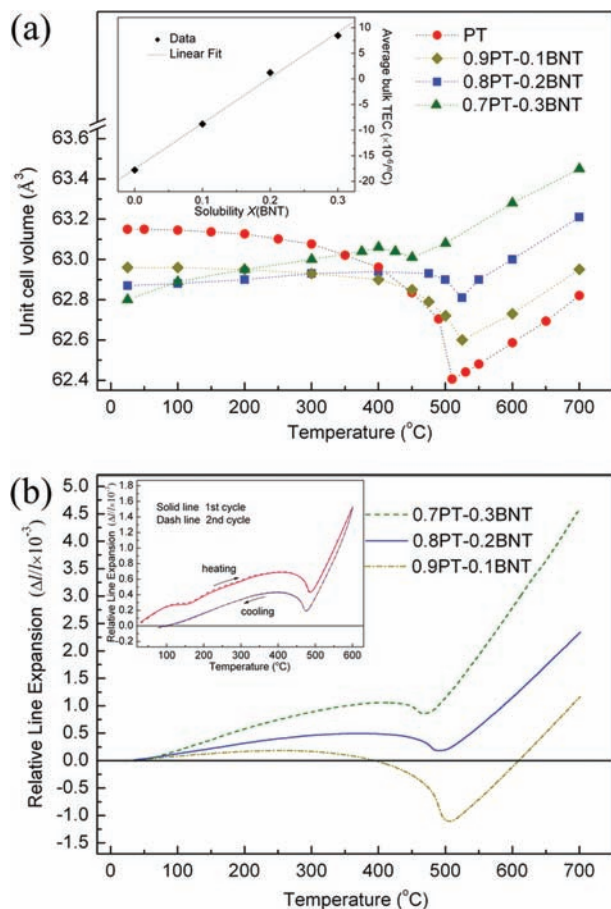 (a)
Data
Linear Fit
10
5
0
-5
-10
-15
-20
Average bulk TEC (×10⁻⁶/°C)
0.0 0.1 0.2 0.3
Solubility X(BNT)
PT
0.9PT-0.1BNT
0.8PT-0.2BNT
0.7PT-0.3BNT
63.6
63.4
63.2
63.0
62.8
62.6
62.4
Unit cell volume (Å³)
0 100 200 300 400 500 600 700
Temperature (°C)
(b)
5.0
4.5
4.0
3.5
3.0
2.5
2.0
1.5
1.0
0.5
0.0
-0.5
-1.0
-1.5
Relative Line Expansion (Δl/l×10⁻³)
1.8
1.6
1.4
1.2
1.0
0.8
0.6
0.4
0.2
0.0
-0.2
Solid line 1st cycle
Dash line 2nd cycle
heating
cooling
100 200 300 400 500 600
Temperature (°C)
0.7PT-0.3BNT
0.8PT-0.2BNT
0.9PT-0.1BNT
0 100 200 300 400 500 600 700
Temperature (°C)